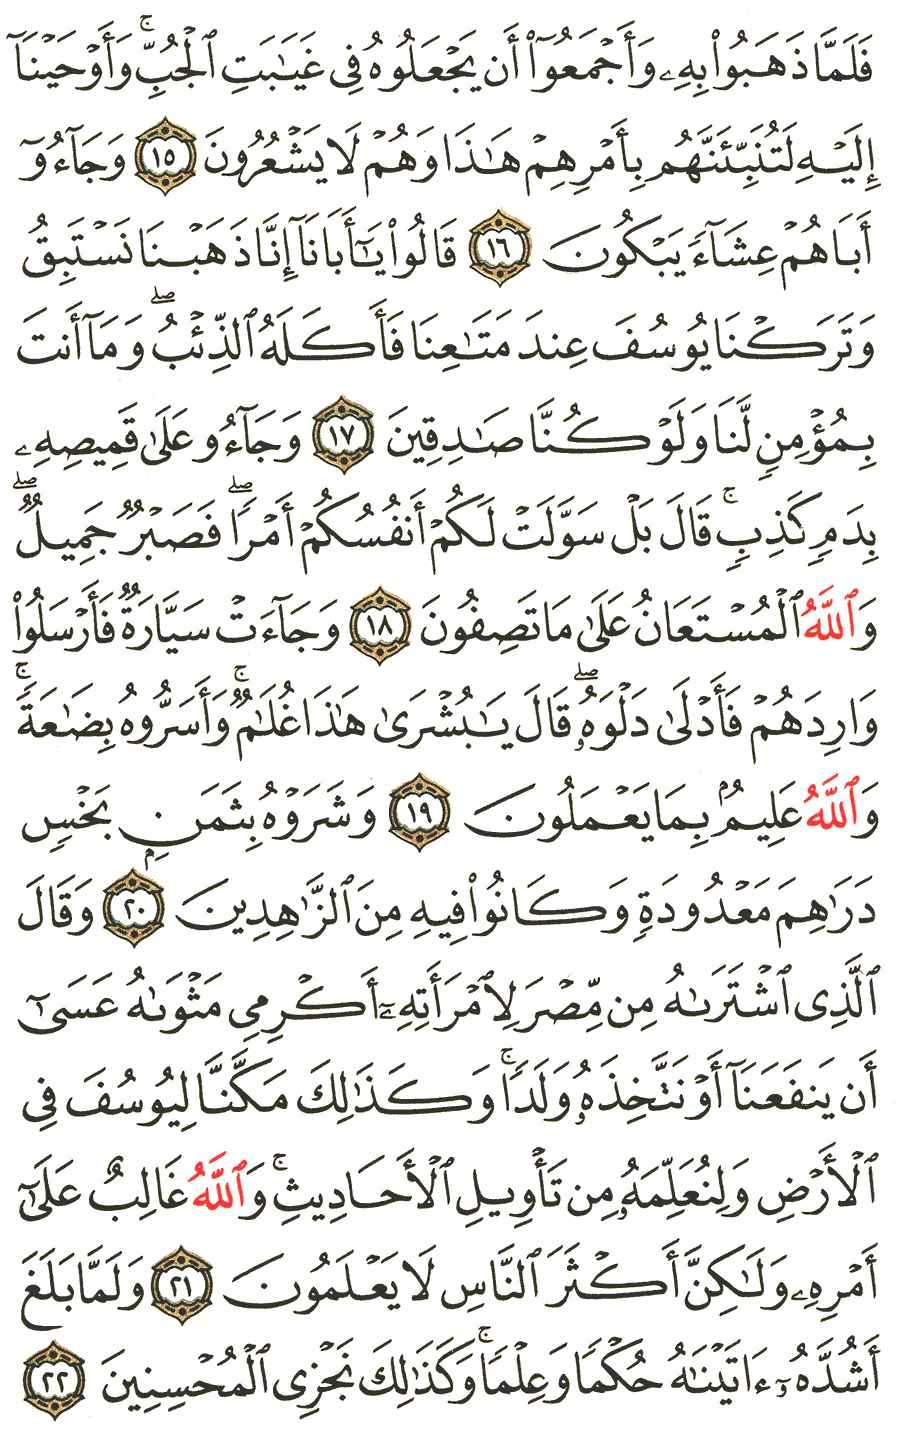 فَلَمَّا ذَهَبُوا۟ بِهِۦ وَأَجْمَعُوٓا۟ أَن يَجْعَلُوهُ فِى غَيَٰبَتِ ٱلْجُبِّ ۚ وَأَوْحَيْنَآ
إِلَيْهِ لَتُنَبِّئَنَّهُم بِأَمْرِهِمْ هَٰذَا وَهُمْ لَا يَشْعُرُونَ ١٥ وَجَآءُوٓ
أَبَاهُمْ عِشَآءً يَبْكُونَ ١٦ قَالُوا۟ يَٰٓأَبَانَآ إِنَّا ذَهَبْنَا نَسْتَبِقُ
وَتَرَكْنَا يُوسُفَ عِندَ مَتَٰعِنَا فَأَكَلَهُ ٱلذِّئْبُ ۖ وَمَآ أَنتَ
بِمُؤْمِنٍ لَّنَا وَلَوْ كُنَّا صَٰدِقِينَ ١٧ وَجَآءُو عَلَىٰ قَمِيصِهِۦ
بِدَمٍ كَذِبٍ ۚ قَالَ بَلْ سَوَّلَتْ لَكُمْ أَنفُسُكُمْ أَمْرًا ۖ فَصَبْرٌ جَمِيلٌ ۖ
وَٱللَّهُ ٱلْمُسْتَعَانُ عَلَىٰ مَا تَصِفُونَ ١٨ وَجَآءَتْ سَيَّارَةٌ فَأَرْسَلُوا۟
وَارِدَهُمْ فَأَدْلَىٰ دَلْوَهُۥ ۖ قَالَ يَٰبُشْرَىٰ هَٰذَا غُلَٰمٌ ۚ وَأَسَرُّوهُ بِضَٰعَةً ۚ
وَٱللَّهُ عَلِيمٌۢ بِمَا يَعْمَلُونَ ١٩ وَشَرَوْهُ بِثَمَنٍۭ بَخْسٍ
دَرَٰهِمَ مَعْدُودَةٍ وَكَانُوا۟ فِيهِ مِنَ ٱلزَّٰهِدِينَ ٢٠ وَقَالَ
ٱلَّذِى ٱشْتَرَىٰهُ مِن مِّصْرَ لِٱمْرَأَتِهِۦٓ أَكْرِمِى مَثْوَىٰهُ عَسَىٰٓ
أَن يَنفَعَنَآ أَوْ نَتَّخِذَهُۥ وَلَدًا ۚ وَكَذَٰلِكَ مَكَّنَّا لِيُوسُفَ فِى
ٱلْأَرْضِ وَلِنُعَلِّمَهُۥ مِن تَأْوِيلِ ٱلْأَحَادِيثِ ۚ وَٱللَّهُ غَالِبٌ عَلَىٰٓ
أَمْرِهِۦ وَلَٰكِنَّ أَكْثَرَ ٱلنَّاسِ لَا يَعْلَمُونَ ٢١ وَلَمَّا بَلَغَ
أَشُدَّهُۥٓ ءَاتَيْنَٰهُ حُكْمًا وَعِلْمًا ۚ وَكَذَٰلِكَ نَجْزِى ٱلْمُحْسِنِينَ ٢٢